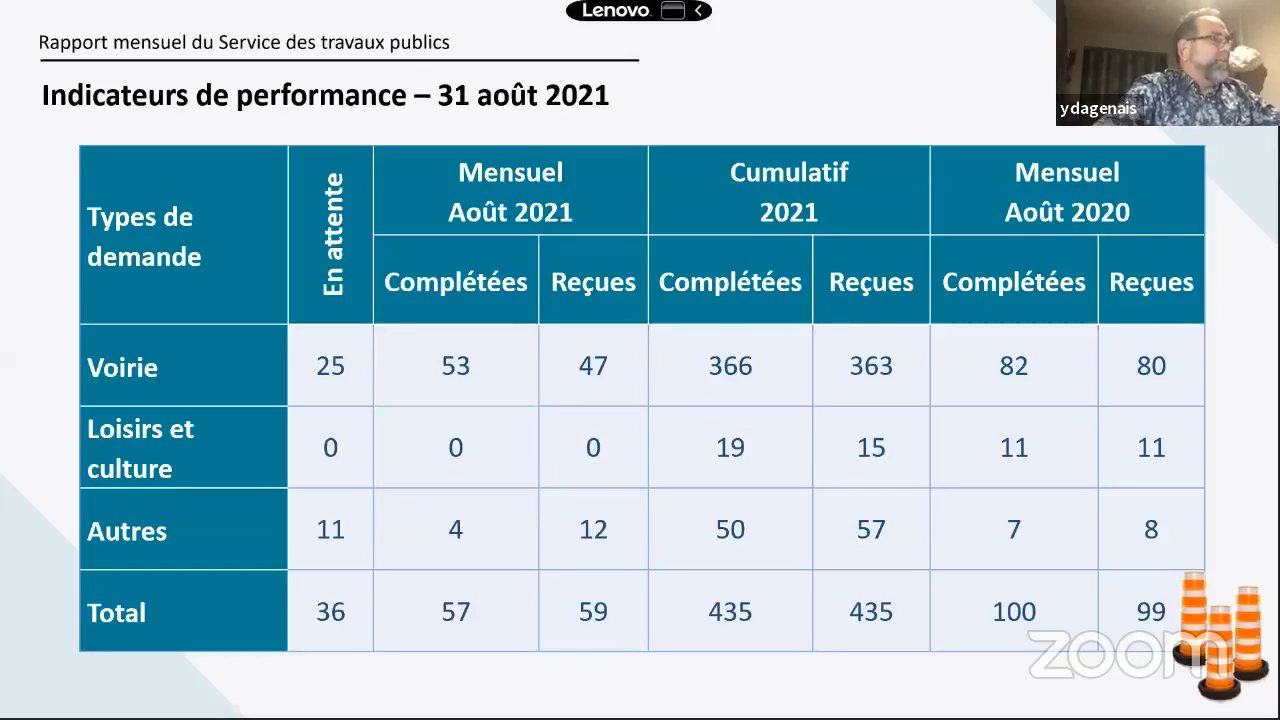 Lenovo.
Rapport mensuel du Service des travaux publics
Indicateurs de performance – 31 août 2021
ydagenais
Types de demande
En attente
Mensuel Août 2021
Cumulatif 2021
Mensuel Août 2020
Complétées Reçues Complétées Reçues Complétées Reçues
Voirie 25 53 47 366 363 82 80
Loisirs et culture 0 0 0 19 15 11 11
Autres 11 4 12 50 57 7 8
Total 36 57 59 435 435 100 99
zoom